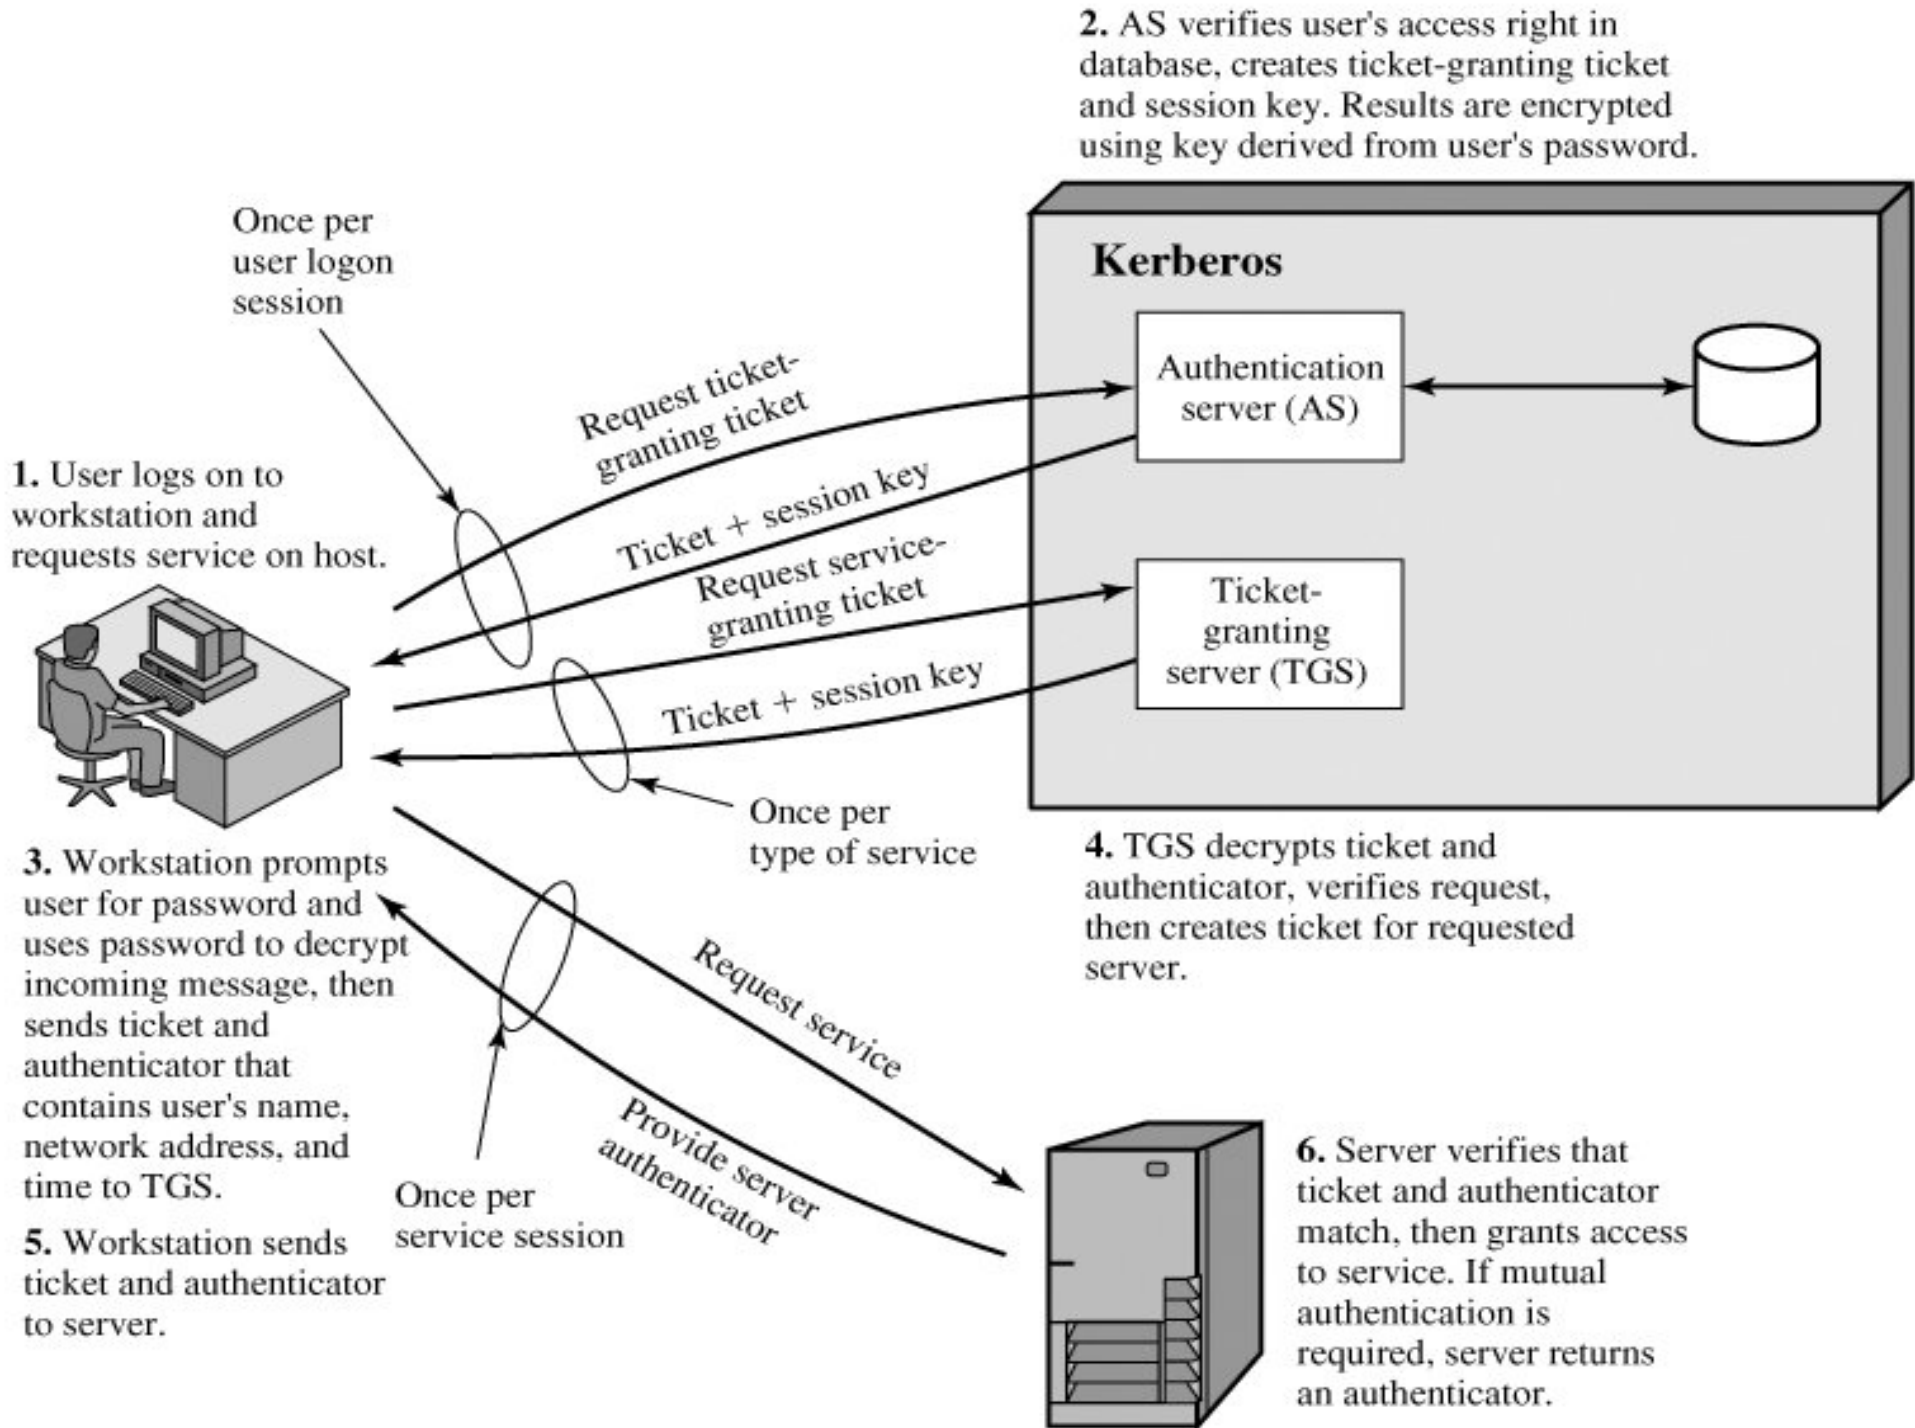 2. AS verifies user's access right in
database, creates ticket-granting ticket
and session key. Results are encrypted
using key derived from user's password.
Once per
user logon
session
Kerberos
Authentication
server (AS)
Request ticket-
granting ticket
1. User logs on to
workstation and
requests service on host.
Ticket + session key
Request service-
granting ticket
Ticket-
granting
server (TGS)
Ticket + session key
Once per
type of service
3. Workstation prompts
user for password and
uses password to decrypt
incoming message, then
sends ticket and
authenticator that
contains user's name,
network address, and
time to TGS.
4. TGS decrypts ticket and
authenticator, verifies request,
then creates ticket for requested
server.
Request service
Provide server
authenticator
Once per
service session
5. Workstation sends
ticket and authenticator
to server.
6. Server verifies that
ticket and authenticator
match, then grants access
to service. If mutual
authentication is
required, server returns
an authenticator.